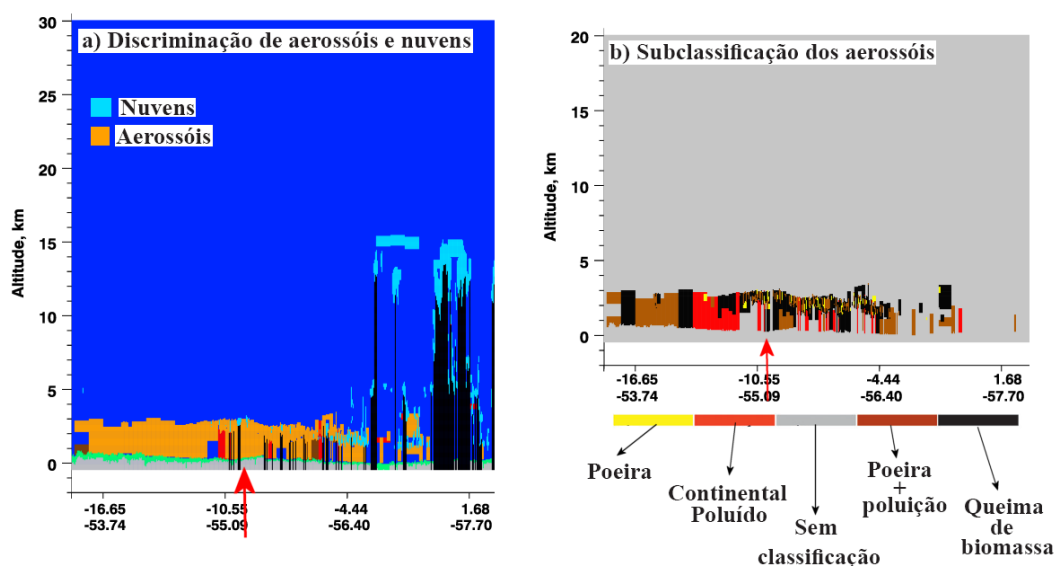 a) Discriminação de aerossóis e nuvens
Nuvens
Aerossóis
Altitude, km
30
25
20
15
10
5
0
-16.65 -10.55 -4.44 1.68
-53.74 -55.09 -56.40 -57.70
b) Subclassificação dos aerossóis
Altitude, km
20
15
10
5
0
-16.65 -10.55 -4.44 1.68
-53.74 -55.09 -56.40 -57.70
Poeira
Continental
Poluído
Sem
classificação
Poeira
+
poluição
Queima
de
biomassa